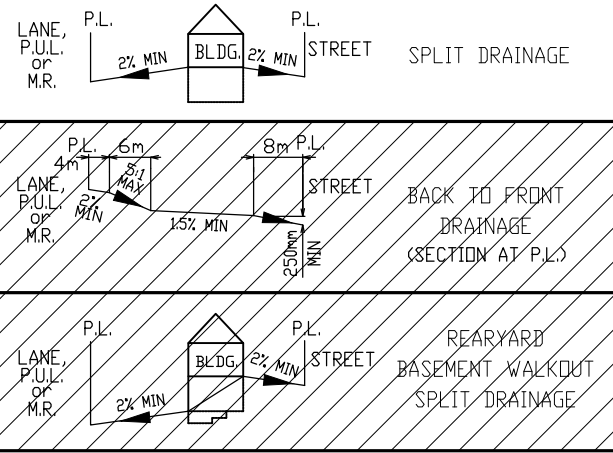 P.L.
P.L.
LANE,
P.U.L.
or
M.R.
2% MIN
BLDG.
2% MIN
STREET
SPLIT DRAINAGE
P.L.
6m
8m
P.L.
4m
5:1
MAX
LANE,
P.U.L.
or
M.R.
2%
MIN
1.5% MIN
STREET
250mm
MIN
BACK TO FRONT
DRAINAGE
(SECTION AT P.L.)
P.L.
P.L.
LANE,
P.U.L.
or
M.R.
2% MIN
BLDG.
2% MIN
STREET
REARYARD
BASEMENT WALKOUT
SPLIT DRAINAGE